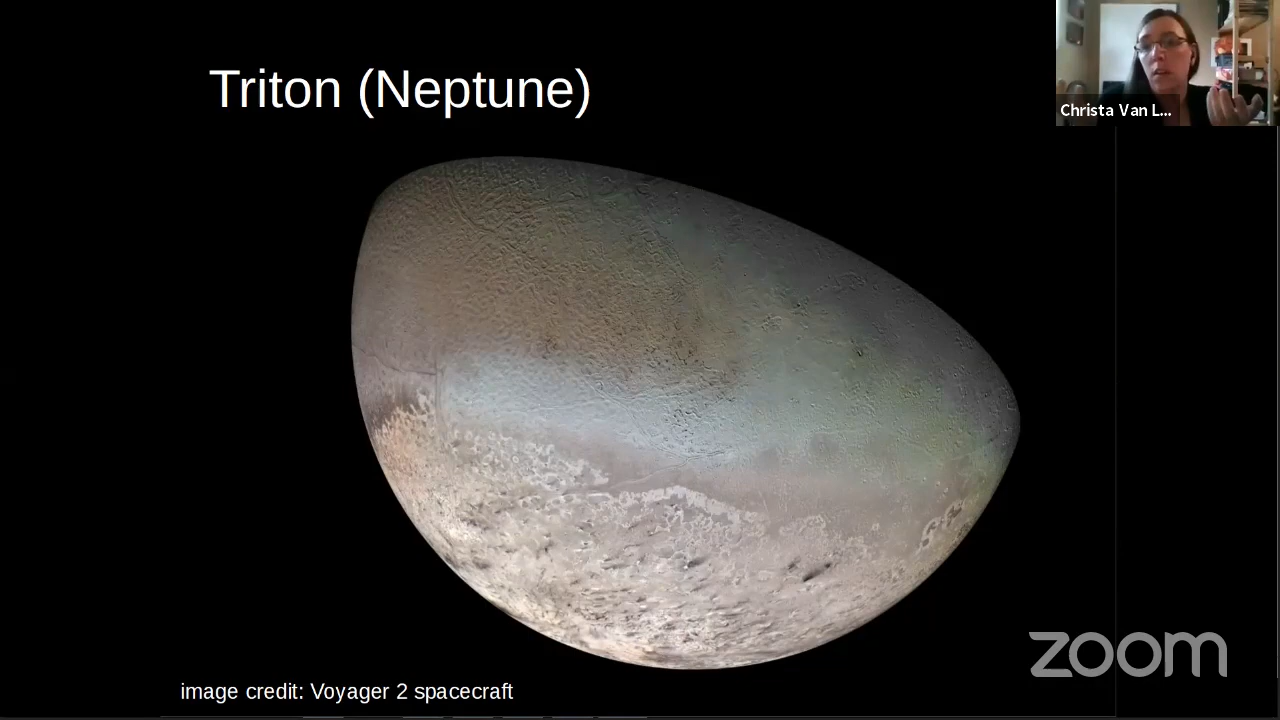 Triton (Neptune)
Christa Van L...
zoom
image credit: Voyager 2 spacecraft